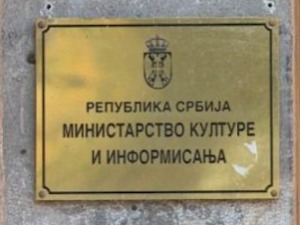 РЕПУБЛИКА СРБИЈА
МИНИСТАРСТВО КУЛТУРЕ
И ИНФОРМИСАЊА